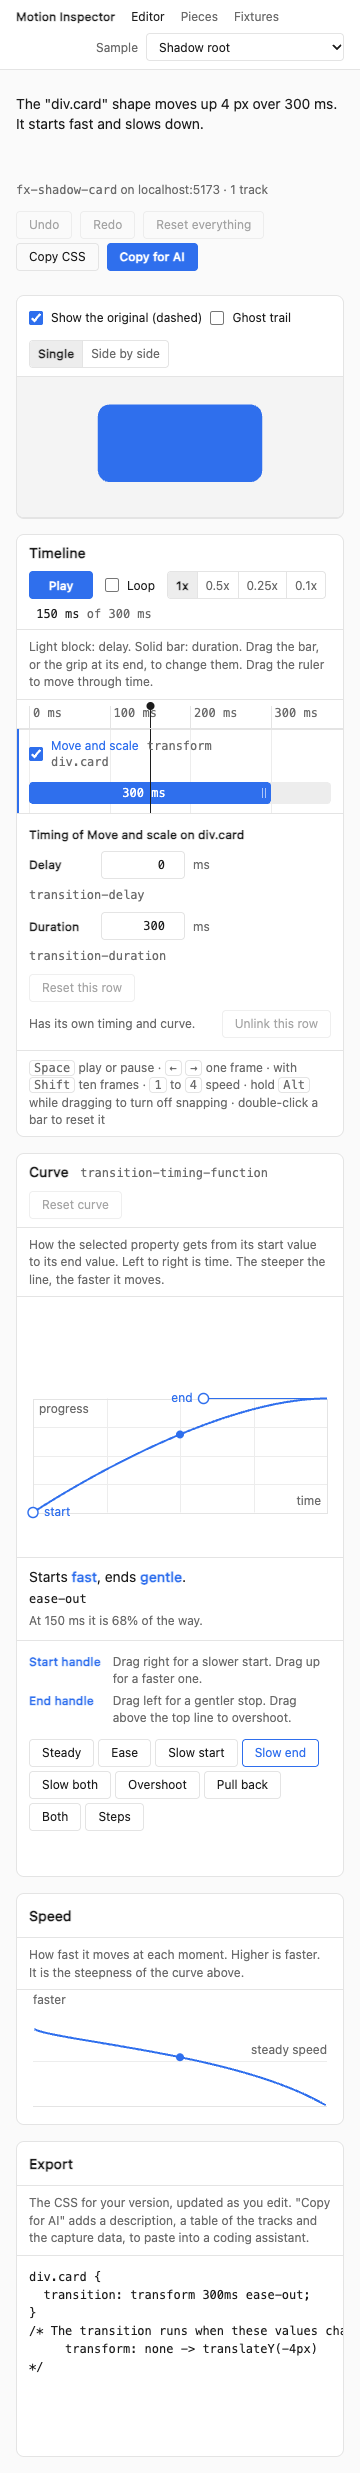 Motion Inspector Editor Pieces Fixtures
Sample Shadow root
The "div.card" shape moves up 4 px over 300 ms.
It starts fast and slows down.
fx-shadow-card on localhost:5173 · 1 track
Undo Redo Reset everything
Copy CSS Copy for AI
Show the original (dashed) Ghost trail
Single Side by side
Timeline
Play Loop 1x 0.5x 0.25x 0.1x
150 ms of 300 ms
Light block: delay. Solid bar: duration. Drag the bar,
or the grip at its end, to change them. Drag the ruler
to move through time.
0 ms 100 ms 200 ms 300 ms
Move and scale transform
div.card
300 ms
Timing of Move and scale on div.card
Delay 0 ms
transition-delay
Duration 300 ms
transition-duration
Reset this row
Has its own timing and curve. Unlink this row
Space play or pause · ← → one frame · with
Shift ten frames · 1 to 4 speed · hold Alt
while dragging to turn off snapping · double-click a
bar to reset it
Curve transition-timing-function
Reset curve
How the selected property gets from its start value
to its end value. Left to right is time. The steeper the
line, the faster it moves.
end
progress
time
start
Starts fast, ends gentle.
ease-out
At 150 ms it is 68% of the way.
Start handle Drag right for a slower start. Drag up
for a faster one.
End handle Drag left for a gentler stop. Drag
above the top line to overshoot.
Steady Ease Slow start Slow end
Slow both Overshoot Pull back
Both Steps
Speed
How fast it moves at each moment. Higher is faster.
It is the steepness of the curve above.
faster
steady speed
Export
The CSS for your version, updated as you edit. "Copy
for AI" adds a description, a table of the tracks and
the capture data, to paste into a coding assistant.
div.card {
transition: transform 300ms ease-out;
}
/* The transition runs when these values cha
transform: none -> translateY(-4px)
*/